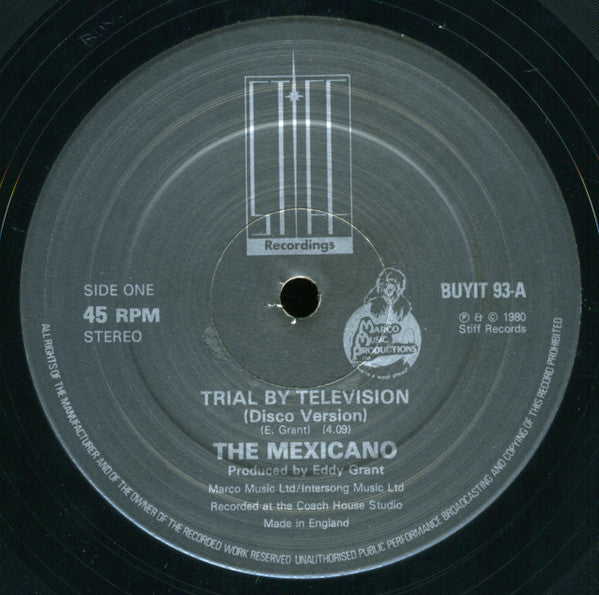 STIFF
Recordings
SIDE ONE
45 RPM
STEREO
BUYIT 93-A
℗ & © 1980
Stiff Records
MARCO
MUSIC
PRODUCTIONS
TRIAL BY TELEVISION
(Disco Version)
(E. Grant) (4.09)
THE MEXICANO
Produced by Eddy Grant
Marco Music Ltd/Intersong Music Ltd
Recorded at the Coach House Studio
Made in England
ALL RIGHTS OF THE MANUFACTURER AND OF THE OWNER OF THE RECORDED WORK RESERVED UNAUTHORISED PUBLIC PERFORMANCE BROADCASTING AND COPYING OF THIS RECORD PROHIBITED